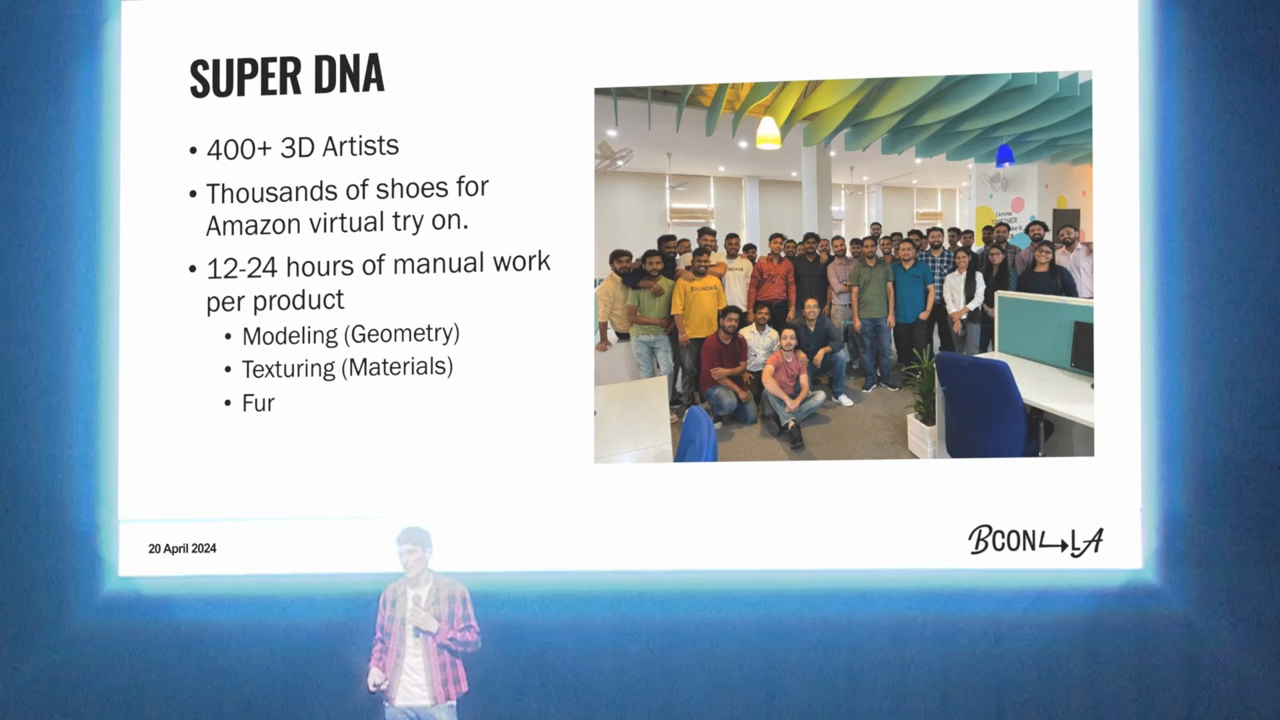 SUPER DNA
• 400+ 3D Artists
• Thousands of shoes for
Amazon virtual try on.
• 12-24 hours of manual work
per product
• Modeling (Geometry)
• Texturing (Materials)
• Fur
TOGETHER
20 April 2024
BCON LA